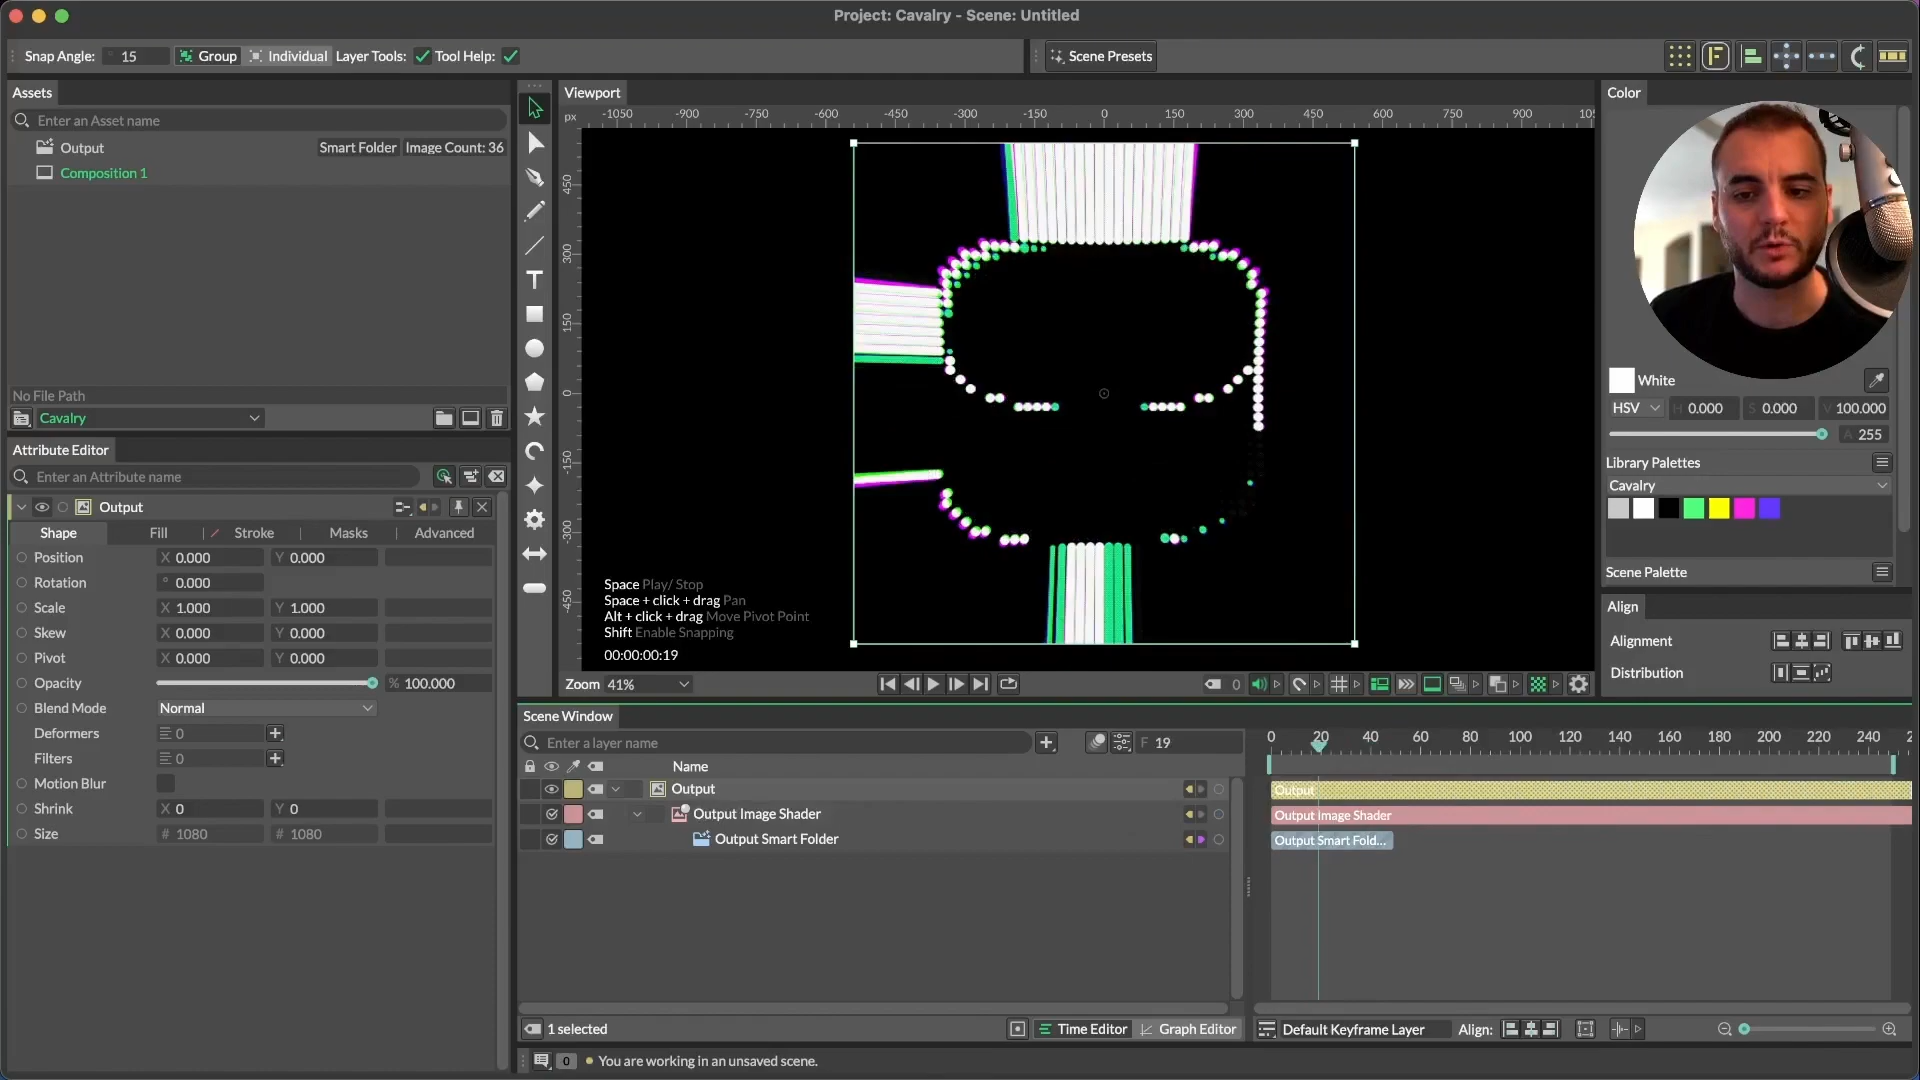 Project: Cavalry - Scene: Untitled
Snap Angle: 15 Group Individual Layer Tools: Tool Help: Scene Presets
Assets
Enter an Asset name
Output Smart Folder Image Count: 36
Composition 1
No File Path
Cavalry
Attribute Editor
Enter an Attribute name
Output
Shape Fill Stroke Masks Advanced
Position X 0.000 Y 0.000
Rotation ° 0.000
Scale X 1.000 Y 1.000
Skew X 0.000 Y 0.000
Pivot X 0.000 Y 0.000
Opacity % 100.000
Blend Mode Normal
Deformers 0
Filters 0
Motion Blur
Shrink X 0 Y 0
Size # 1080 # 1080
Viewport
px -1050 -900 -750 -600 -450 -300 -150 0 150 300 450 600 750 900
450
300
150
0
-150
-300
-450
Space Play/ Stop
Space + click + drag Pan
Alt + click + drag Move Pivot Point
Shift Enable Snapping
00:00:00:19
Zoom 41% 0
Color
White
HSV H 0.000 S 0.000 V 100.000
A 255
Library Palettes
Cavalry
Scene Palette
Align
Alignment
Distribution
Scene Window
Enter a layer name F 19
Name
Output
Output Image Shader
Output Smart Folder
0 20 40 60 80 100 120 140 160 180 200 220 240
Output
Output Image Shader
Output Smart Fold...
1 selected Time Editor Graph Editor Default Keyframe Layer Align:
0 You are working in an unsaved scene.